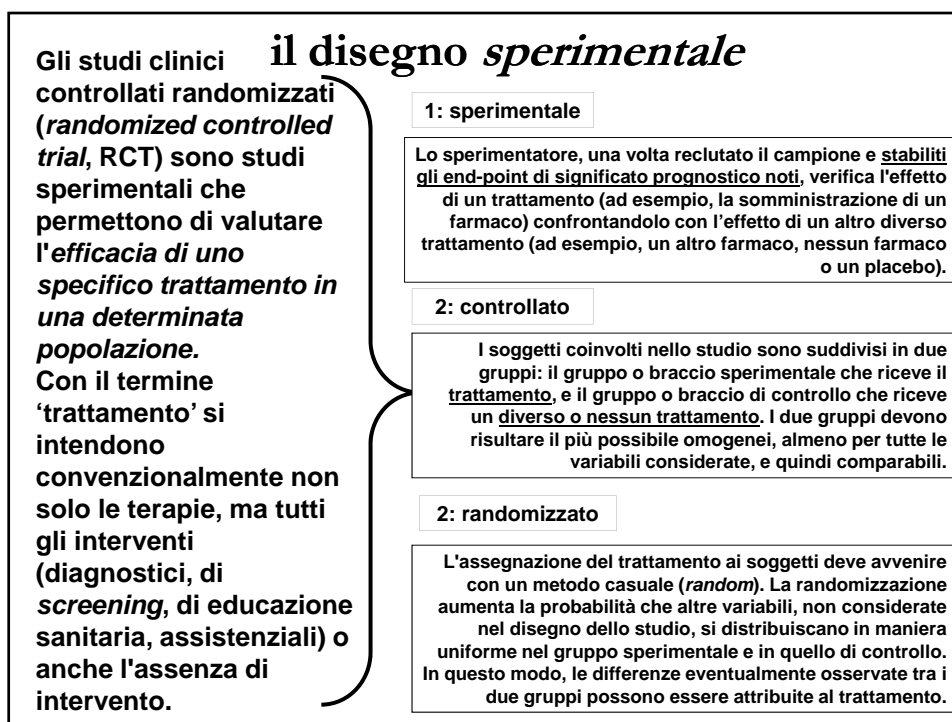 il disegno sperimentale
Gli studi clinici
controllati randomizzati
(randomized controlled
trial, RCT) sono studi
sperimentali che
permettono di valutare
l'efficacia di uno
specifico trattamento in
una determinata
popolazione.
Con il termine
‘trattamento’ si
intendono
convenzionalmente non
solo le terapie, ma tutti
gli interventi
(diagnostici, di
screening, di educazione
sanitaria, assistenziali) o
anche l'assenza di
intervento.
1: sperimentale
Lo sperimentatore, una volta reclutato il campione e stabiliti
gli end-point di significato prognostico noti, verifica l'effetto
di un trattamento (ad esempio, la somministrazione di un
farmaco) confrontandolo con l’effetto di un altro diverso
trattamento (ad esempio, un altro farmaco, nessun farmaco
o un placebo).
2: controllato
I soggetti coinvolti nello studio sono suddivisi in due
gruppi: il gruppo o braccio sperimentale che riceve il
trattamento, e il gruppo o braccio di controllo che riceve
un diverso o nessun trattamento. I due gruppi devono
risultare il più possibile omogenei, almeno per tutte le
variabili considerate, e quindi comparabili.
2: randomizzato
L'assegnazione del trattamento ai soggetti deve avvenire
con un metodo casuale (random). La randomizzazione
aumenta la probabilità che altre variabili, non considerate
nel disegno dello studio, si distribuiscano in maniera
uniforme nel gruppo sperimentale e in quello di controllo.
In questo modo, le differenze eventualmente osservate tra i
due gruppi possono essere attribuite al trattamento.